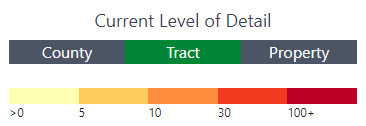 Current Level of Detail
County Tract Property
>0 5 10 30 100+